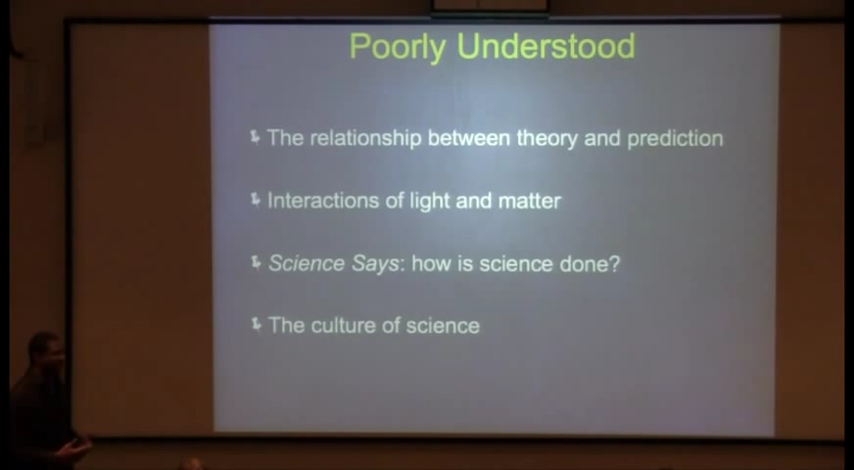 Poorly Understood
The relationship between theory and prediction
Interactions of light and matter
Science Says: how is science done?
The culture of science